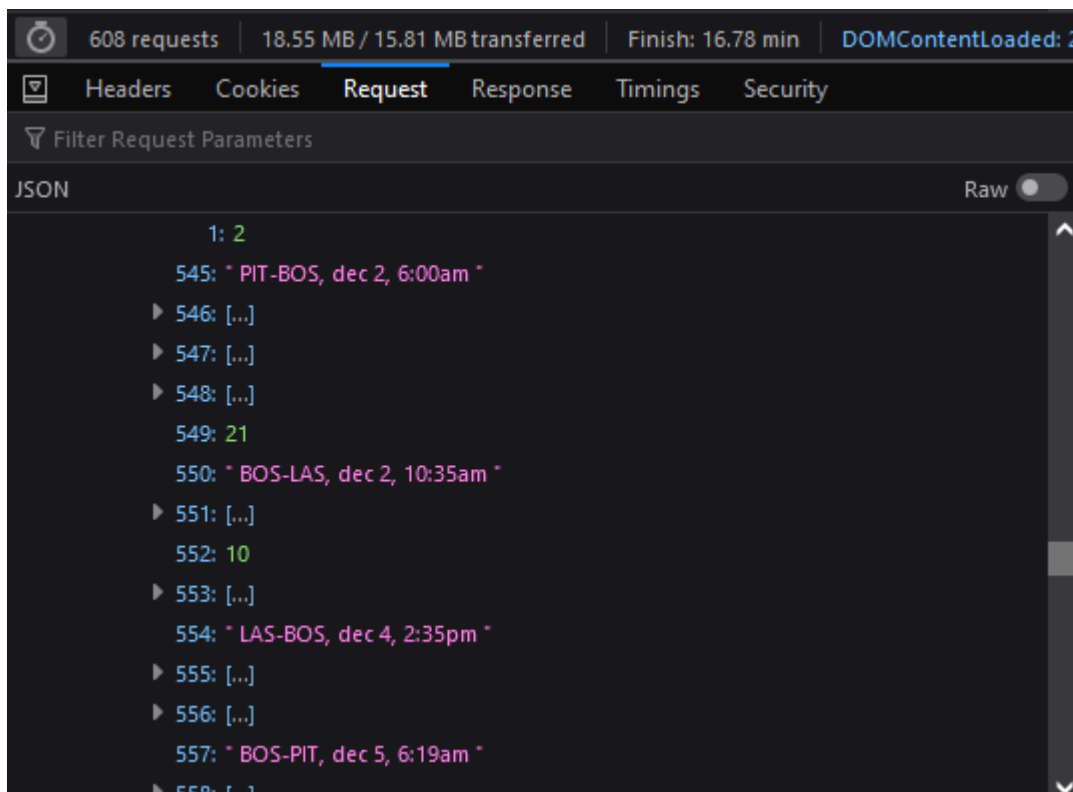 608 requests 18.55 MB / 15.81 MB transferred Finish: 16.78 min DOMContentLoaded: 2
Headers Cookies Request Response Timings Security
Filter Request Parameters
JSON Raw
1: 2
545: " PIT-BOS, dec 2, 6:00am "
546: […]
547: […]
548: […]
549: 21
550: " BOS-LAS, dec 2, 10:35am "
551: […]
552: 10
553: […]
554: " LAS-BOS, dec 4, 2:35pm "
555: […]
556: […]
557: " BOS-PIT, dec 5, 6:19am "